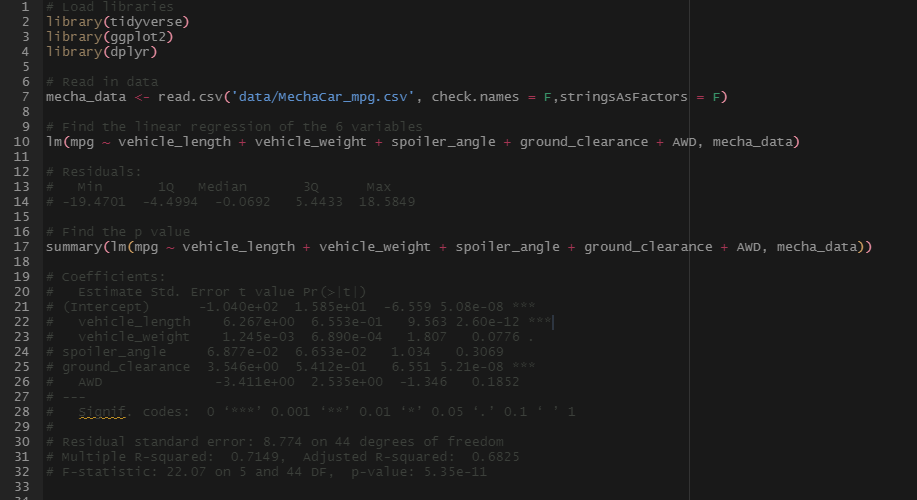 1 # Load libraries
2 library(tidyverse)
3 library(ggplot2)
4 library(dplyr)
5
6 # Read in data
7 mecha_data <- read.csv('data/MechaCar_mpg.csv', check.names = F,stringsAsFactors = F)
8
9 # Find the linear regression of the 6 variables
10 lm(mpg ~ vehicle_length + vehicle_weight + spoiler_angle + ground_clearance + AWD, mecha_data)
11
12 # Residuals:
13 #   Min       1Q   Median       3Q      Max
14 # -19.4701  -4.4994  -0.0692   5.4433  18.5849
15
16 # Find the p value
17 summary(lm(mpg ~ vehicle_length + vehicle_weight + spoiler_angle + ground_clearance + AWD, mecha_data))
18
19 # Coefficients:
20 #   Estimate Std. Error t value Pr(>|t|)
21 # (Intercept)      -1.040e+02  1.585e+01  -6.559 5.08e-08 ***
22 #   vehicle_length    6.267e+00  6.553e-01   9.563 2.60e-12 ***
23 #   vehicle_weight    1.245e-03  6.890e-04   1.807   0.0776 .
24 # spoiler_angle     6.877e-02  6.653e-02   1.034   0.3069
25 # ground_clearance  3.546e+00  5.412e-01   6.551 5.21e-08 ***
26 #   AWD              -3.411e+00  2.535e+00  -1.346   0.1852
27 # ---
28 #   Signif. codes:  0 ‘***’ 0.001 ‘**’ 0.01 ‘*’ 0.05 ‘.’ 0.1 ‘ ’ 1
29 #
30 # Residual standard error: 8.774 on 44 degrees of freedom
31 # Multiple R-squared:  0.7149,  Adjusted R-squared:  0.6825
32 # F-statistic: 22.07 on 5 and 44 DF,  p-value: 5.35e-11
33